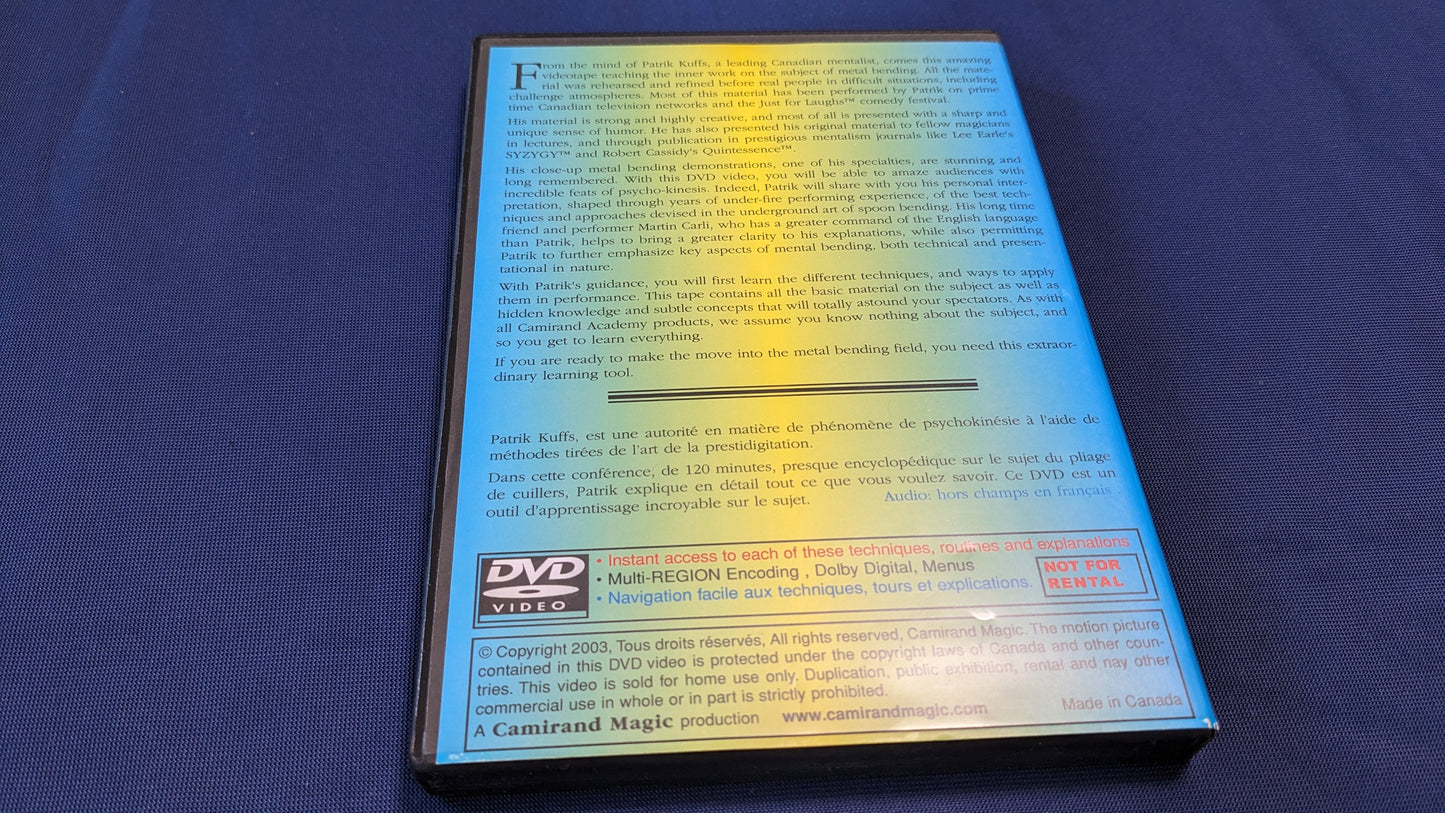 From the mind of Patrik Kuffs, a leading Canadian mentalist, comes this amazing
videotape teaching the inner work on the subject of metal bending. All the mate-
rial was rehearsed and refined before real people in difficult situations, including
challenge atmospheres. Most of this material has been performed by Patrik on prime
time Canadian television networks and the Just for Laughs™ comedy festival.
His material is strong and highly creative, and most of all is presented with a sharp and
unique sense of humor. He has also presented his original material to fellow magicians
in lectures, and through publication in prestigious mentalism journals like Lee Earle's
SYZYGY™ and Robert Cassidy's Quintessence™.
His close-up metal bending demonstrations, one of his specialties, are stunning and
long remembered. With this DVD video, you will be able to amaze audiences with
incredible feats of psycho-kinesis. Indeed, Patrik will share with you his personal inter-
pretation, shaped through years of under-fire performing experience, of the best tech-
niques and approaches devised in the underground art of spoon bending. His long time
friend and performer Martin Carli, who has a greater command of the English language
than Patrik, helps to bring a greater clarity to his explanations, while also permitting
Patrik to further emphasize key aspects of mental bending, both technical and presen-
tational in nature.
With Patrik's guidance, you will first learn the different techniques, and ways to apply
them in performance. This tape contains all the basic material on the subject as well as
hidden knowledge and subtle concepts that will totally astound your spectators. As with
all Camirand Academy products, we assume you know nothing about the subject, and
so you get to learn everything.
If you are ready to make the move into the metal bending field, you need this extraor-
dinary learning tool.
Patrik Kuffs, est une autorité en matière de phénomène de psychokinésie à l'aide de
méthodes tirées de l'art de la prestidigitation.
Dans cette conférence, de 120 minutes, presque encyclopédique sur le sujet du pliage
de cuillers, Patrik explique en détail tout ce que vous voulez savoir. Ce DVD est un
outil d'apprentissage incroyable sur le sujet. Audio: hors champs en français .
DVD
VIDEO
• Instant access to each of these techniques, routines and explanations
• Multi-REGION Encoding , Dolby Digital, Menus
• Navigation facile aux techniques, tours et explications.
NOT FOR
RENTAL
© Copyright 2003, Tous droits réservés, All rights reserved, Camirand Magic. The motion picture
contained in this DVD video is protected under the copyright laws of Canada and other coun-
tries. This video is sold for home use only. Duplication, public exhibition, rental and nay other
commercial use in whole or in part is strictly prohibited.
A Camirand Magic production www.camirandmagic.com Made in Canada